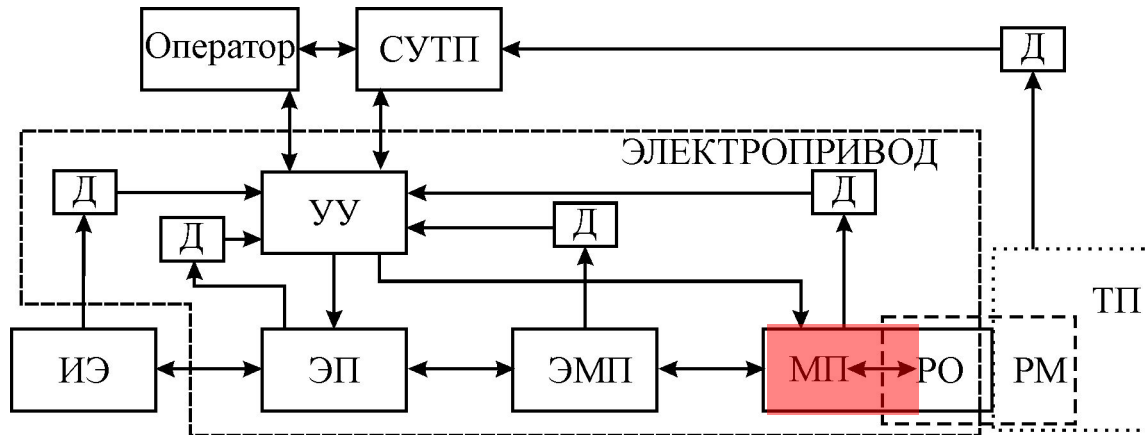 Оператор
СУТП
Д
ЭЛЕКТРОПРИВОД
Д
УУ
Д
Д
Д
ТП
ИЭ
ЭП
ЭМП
МП
РО
РМ